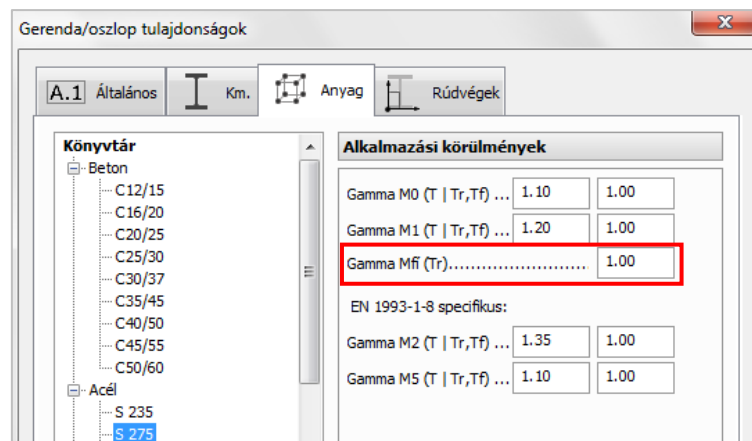 Gerenda/oszlop tulajdonságok
A.1 Általános Km. Anyag Rúdvégek
Könyvtár
Beton
C12/15
C16/20
C20/25
C25/30
C30/37
C35/45
C40/50
C45/55
C50/60
Acél
S 235
S 275
Alkalmazási körülmények
Gamma M0 (T | Tr,Tf) ... 1.10 1.00
Gamma M1 (T | Tr,Tf) ... 1.20 1.00
Gamma Mfi (Tr)............................ 1.00
EN 1993-1-8 specifikus:
Gamma M2 (T | Tr,Tf) ... 1.35 1.00
Gamma M5 (T | Tr,Tf) ... 1.10 1.00